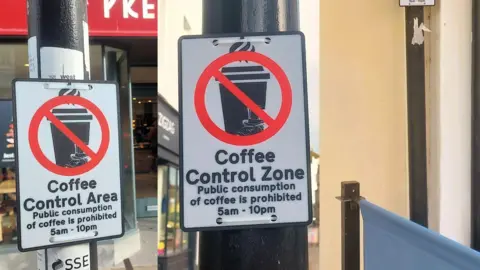 PRE
Coffee
Control Area
Public consumption
of coffee is prohibited
5am - 10pm
SSE
Coffee
Control Zone
Public consumption
of coffee is prohibited
5am - 10pm